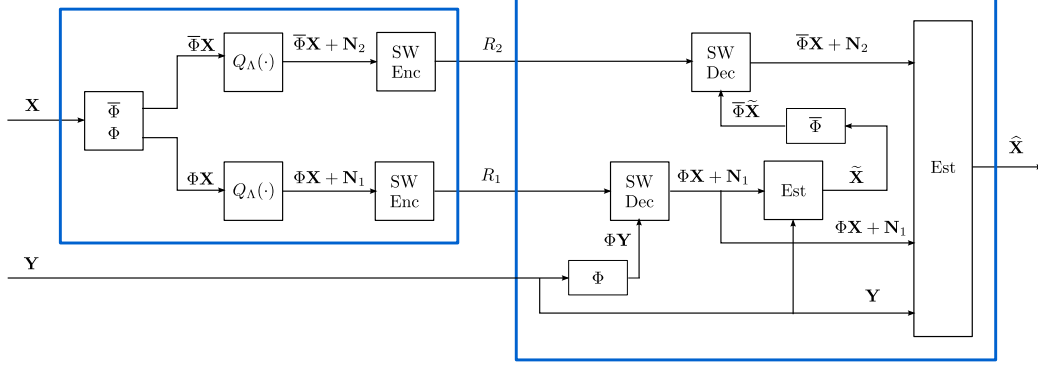 X
Φ̅
Φ
Φ̅X
Q_Λ(·)
Φ̅X + N₂
SW
Enc
R₂
SW
Dec
Φ̅X + N₂
ΦX
Q_Λ(·)
ΦX + N₁
SW
Enc
R₁
SW
Dec
ΦX + N₁
Φ̅X̃
Φ̅
Est
X̃
ΦX + N₁
Est
X̂
Y
ΦY
Φ
Y